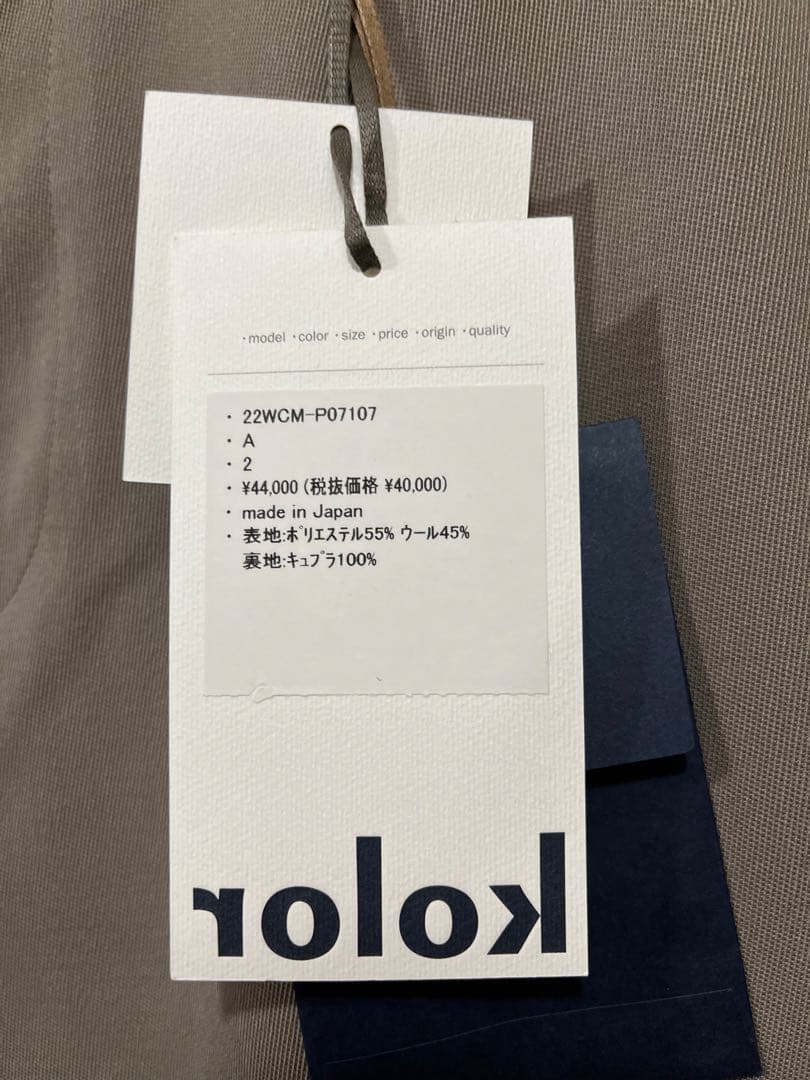 ・model ・color ・size ・price ・origin ・quality
・ 22WCM-P07107
・ A
・ 2
・ ¥44,000 (税抜価格 ¥40,000)
・ made in Japan
・ 表地:ﾎﾟﾘｴｽﾃﾙ55% ウール45%
裏地:ｷｭﾌﾟﾗ100%
kolor